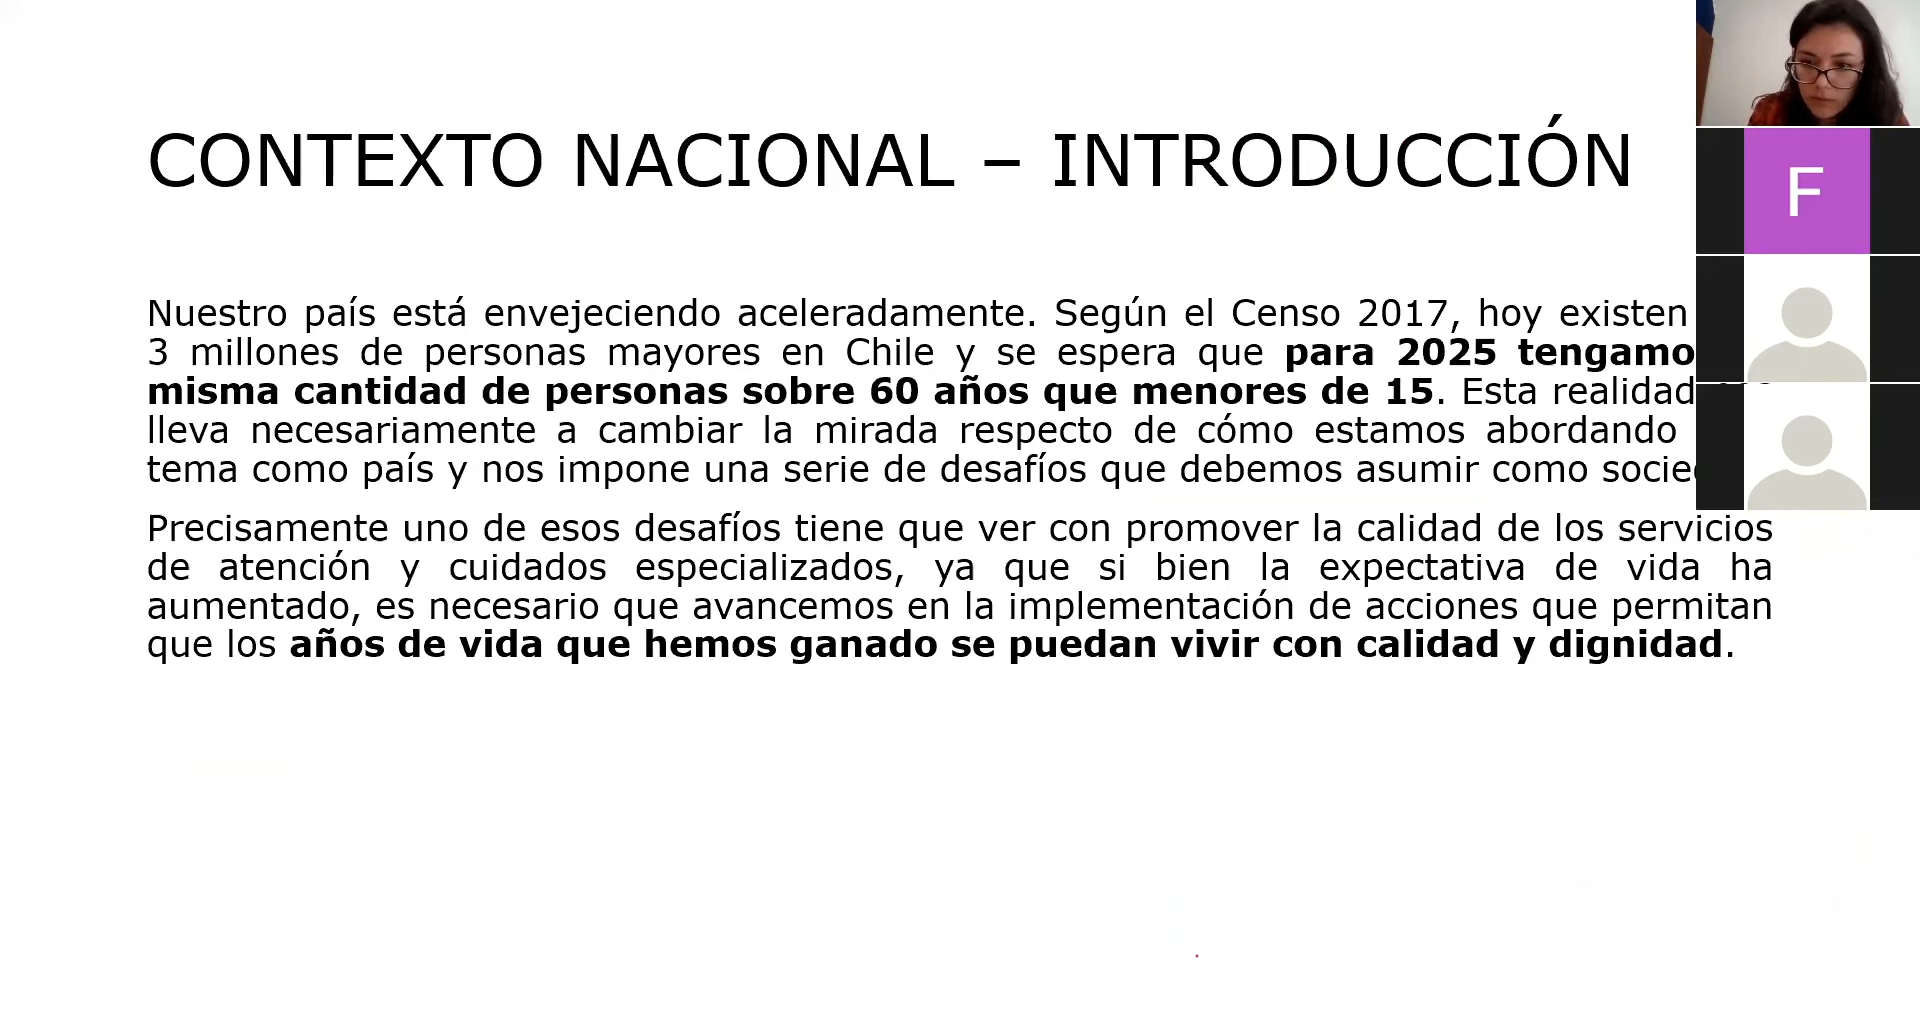 CONTEXTO NACIONAL – INTRODUCCIÓN
F
Nuestro país está envejeciendo aceleradamente. Según el Censo 2017, hoy existen
3 millones de personas mayores en Chile y se espera que para 2025 tengamo
misma cantidad de personas sobre 60 años que menores de 15. Esta realidad
lleva necesariamente a cambiar la mirada respecto de cómo estamos abordando
tema como país y nos impone una serie de desafíos que debemos asumir como
Precisamente uno de esos desafíos tiene que ver con promover la calidad de los servicios
de atención y cuidados especializados, ya que si bien la expectativa de vida ha
aumentado, es necesario que avancemos en la implementación de acciones que permitan
que los años de vida que hemos ganado se puedan vivir con calidad y dignidad.